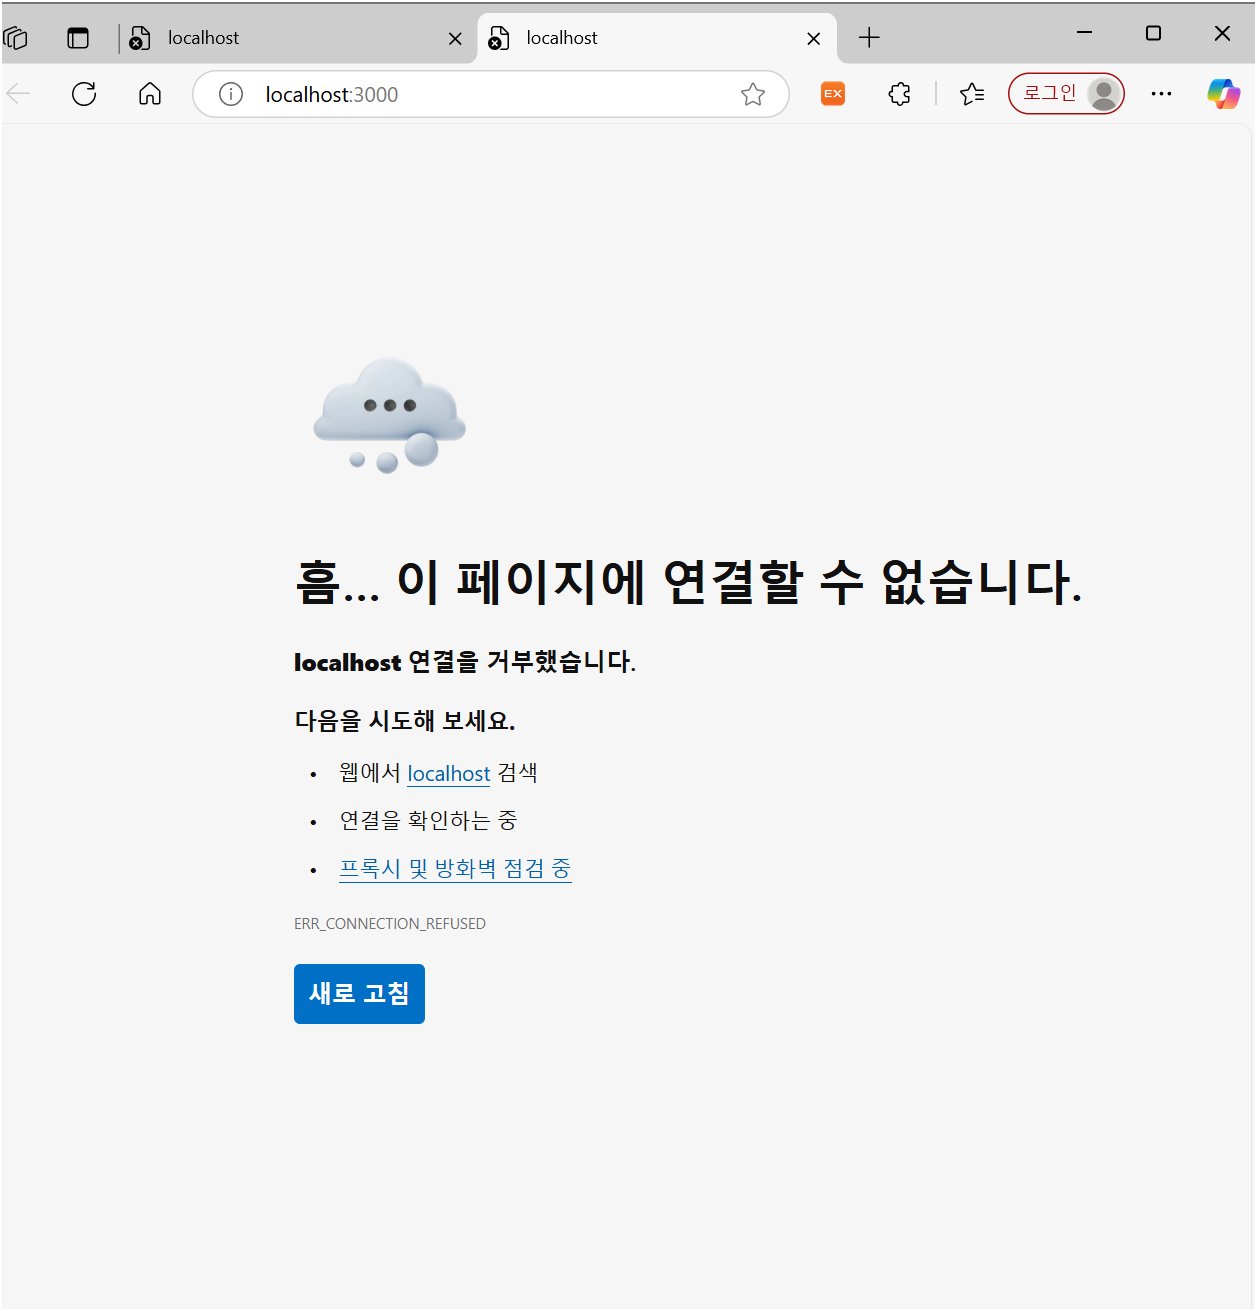 localhost
localhost
localhost:3000
EX
로그인
흠... 이 페이지에 연결할 수 없습니다.
localhost 연결을 거부했습니다.
다음을 시도해 보세요.
• 웹에서 localhost 검색
• 연결을 확인하는 중
• 프록시 및 방화벽 점검 중
ERR_CONNECTION_REFUSED
새로 고침